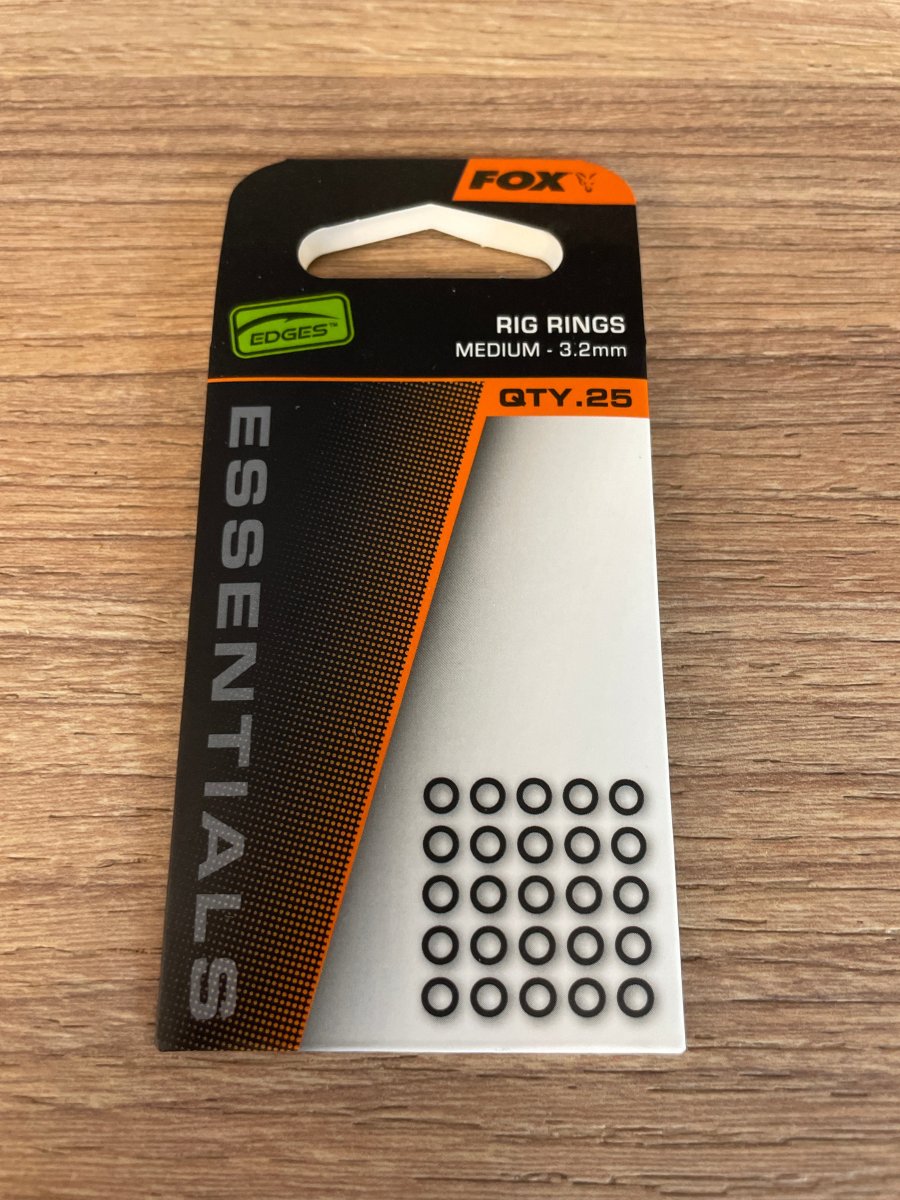 FOX
EDGES™
RIG RINGS
MEDIUM - 3.2mm
QTY.25
ESSENTIALS